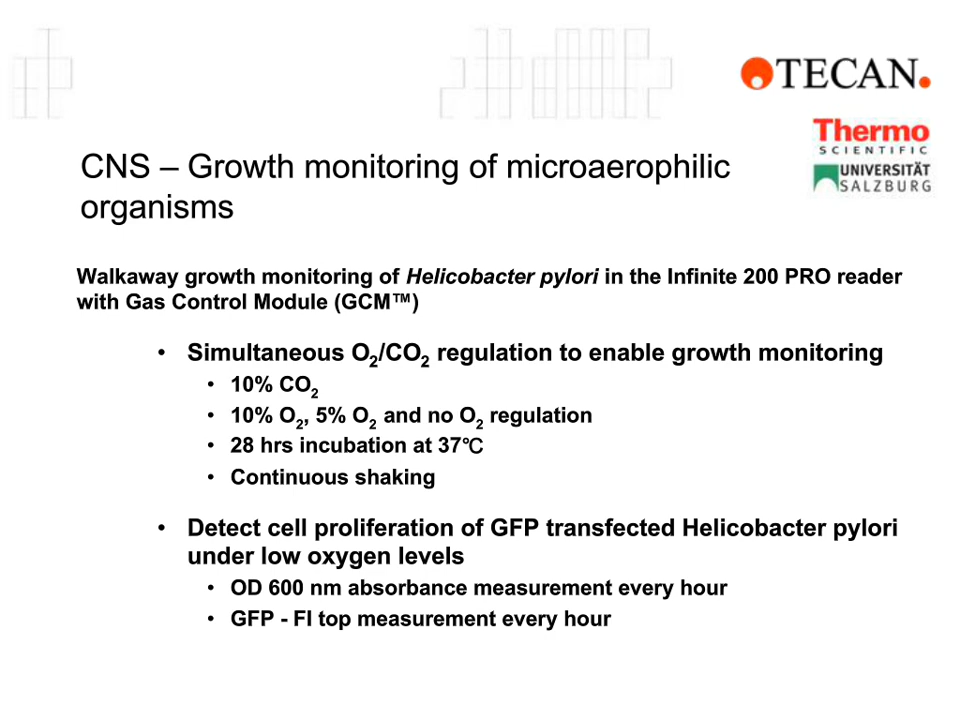 TECAN.
Thermo
SCIENTIFIC
UNIVERSITÄT
SALZBURG
CNS – Growth monitoring of microaerophilic
organisms
Walkaway growth monitoring of Helicobacter pylori in the Infinite 200 PRO reader
with Gas Control Module (GCM™)
• Simultaneous O₂/CO₂ regulation to enable growth monitoring
• 10% CO₂
• 10% O₂, 5% O₂ and no O₂ regulation
• 28 hrs incubation at 37℃
• Continuous shaking
• Detect cell proliferation of GFP transfected Helicobacter pylori
under low oxygen levels
• OD 600 nm absorbance measurement every hour
• GFP - FI top measurement every hour